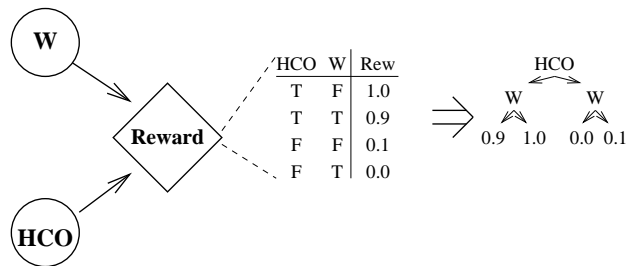 W
HCO
Reward
HCO W Rew
T F 1.0
T T 0.9
F F 0.1
F T 0.0
HCO
W W
0.9 1.0 0.0 0.1